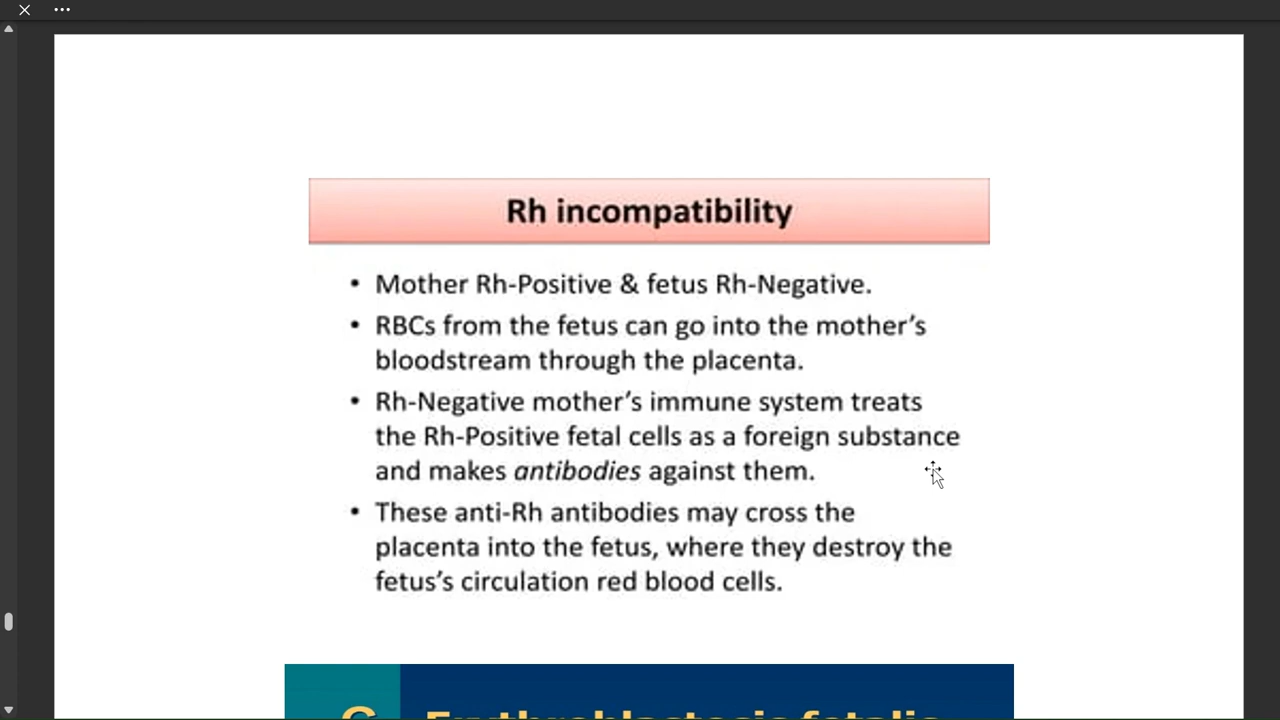 Rh incompatibility
• Mother Rh-Positive & fetus Rh-Negative.
• RBCs from the fetus can go into the mother's
bloodstream through the placenta.
• Rh-Negative mother's immune system treats
the Rh-Positive fetal cells as a foreign substance
and makes antibodies against them.
• These anti-Rh antibodies may cross the
placenta into the fetus, where they destroy the
fetus's circulation red blood cells.
Erythroblastosis fetalis